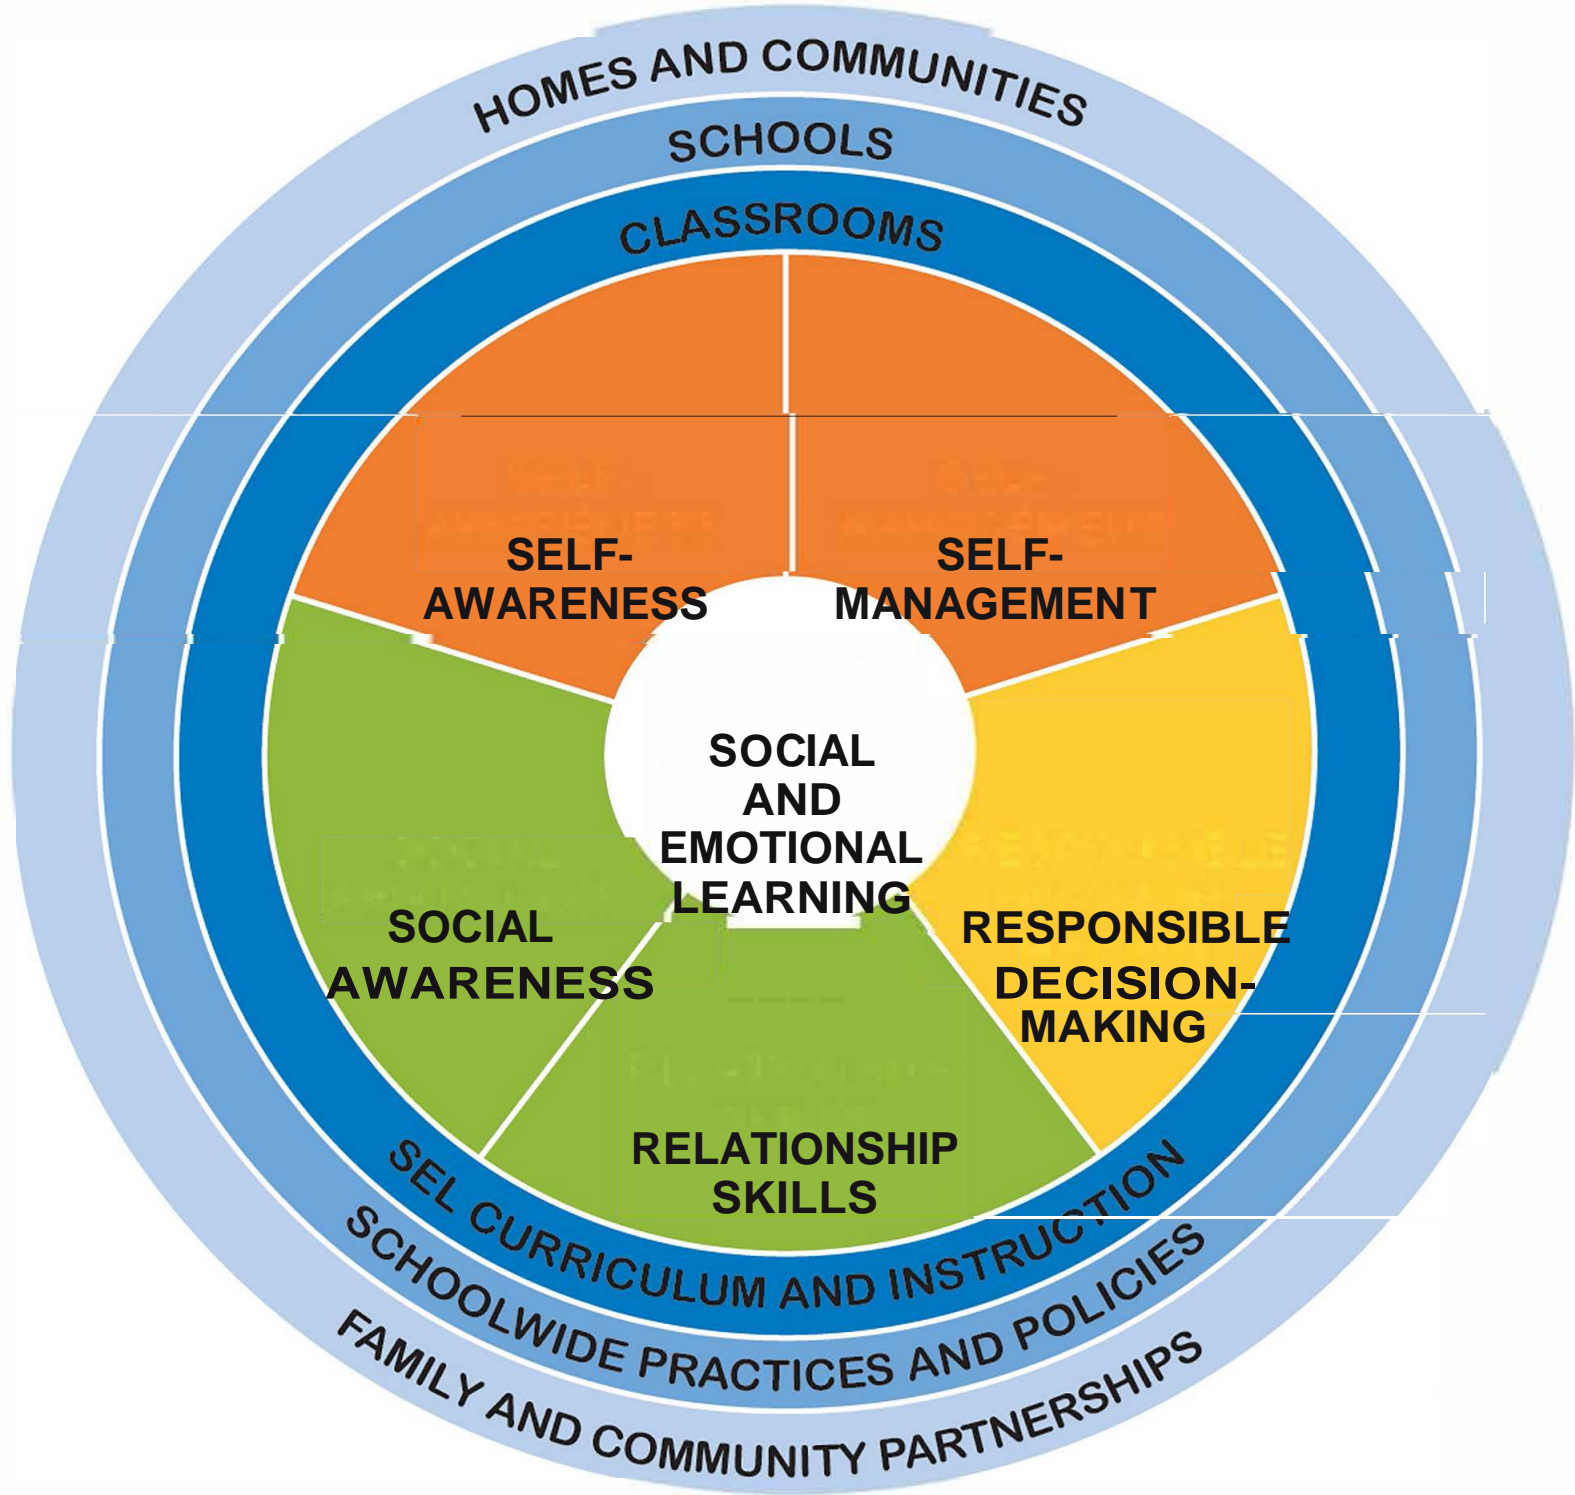 HOMES AND COMMUNITIES
SCHOOLS
CLASSROOMS
SELF-
AWARENESS
SELF-
MANAGEMENT
SOCIAL
AND
EMOTIONAL
LEARNING
SOCIAL
AWARENESS
RESPONSIBLE
DECISION-
MAKING
RELATIONSHIP
SKILLS
SEL CURRICULUM AND INSTRUCTION
SCHOOLWIDE PRACTICES AND POLICIES
FAMILY AND COMMUNITY PARTNERSHIPS